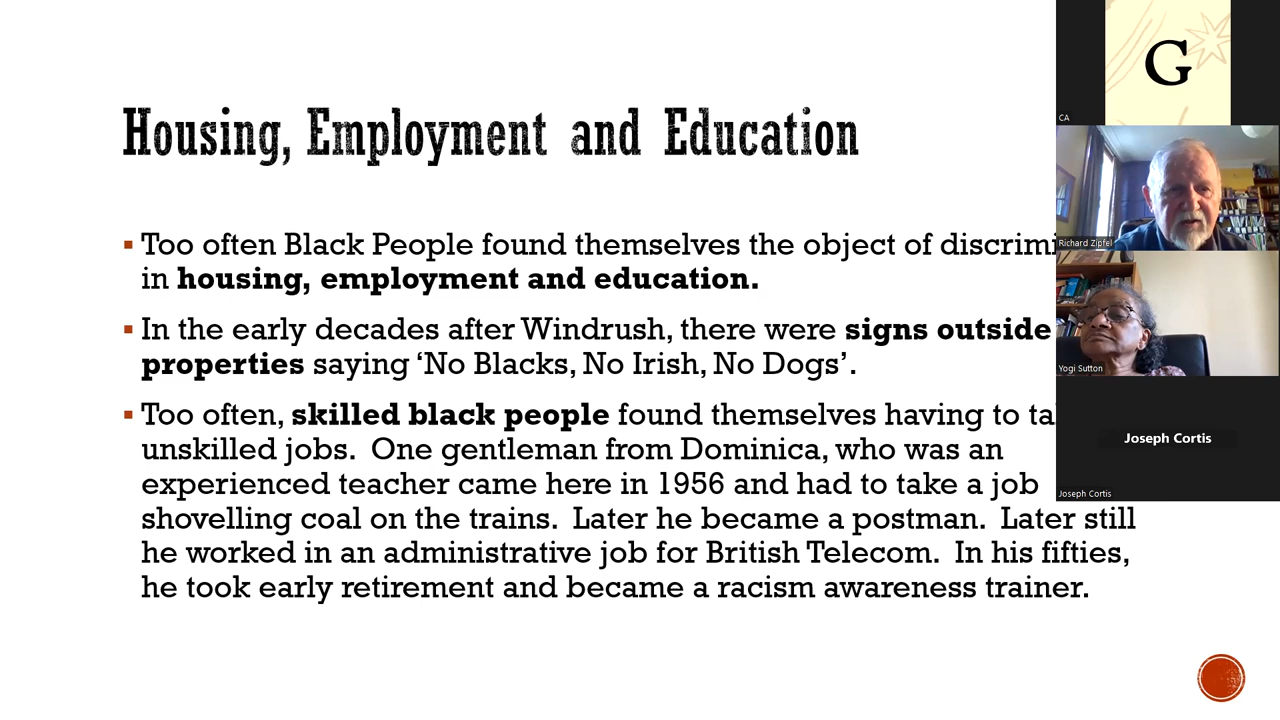 Housing, Employment and Education
▪ Too often Black People found themselves the object of discrimi
in housing, employment and education.
▪ In the early decades after Windrush, there were signs outside
properties saying ‘No Blacks, No Irish, No Dogs’.
▪ Too often, skilled black people found themselves having to ta
unskilled jobs. One gentleman from Dominica, who was an
experienced teacher came here in 1956 and had to take a job
shovelling coal on the trains. Later he became a postman. Later still
he worked in an administrative job for British Telecom. In his fifties,
he took early retirement and became a racism awareness trainer.
G
CA
Richard Zipfel
Yogi Sutton
Joseph Cortis
Joseph Cortis